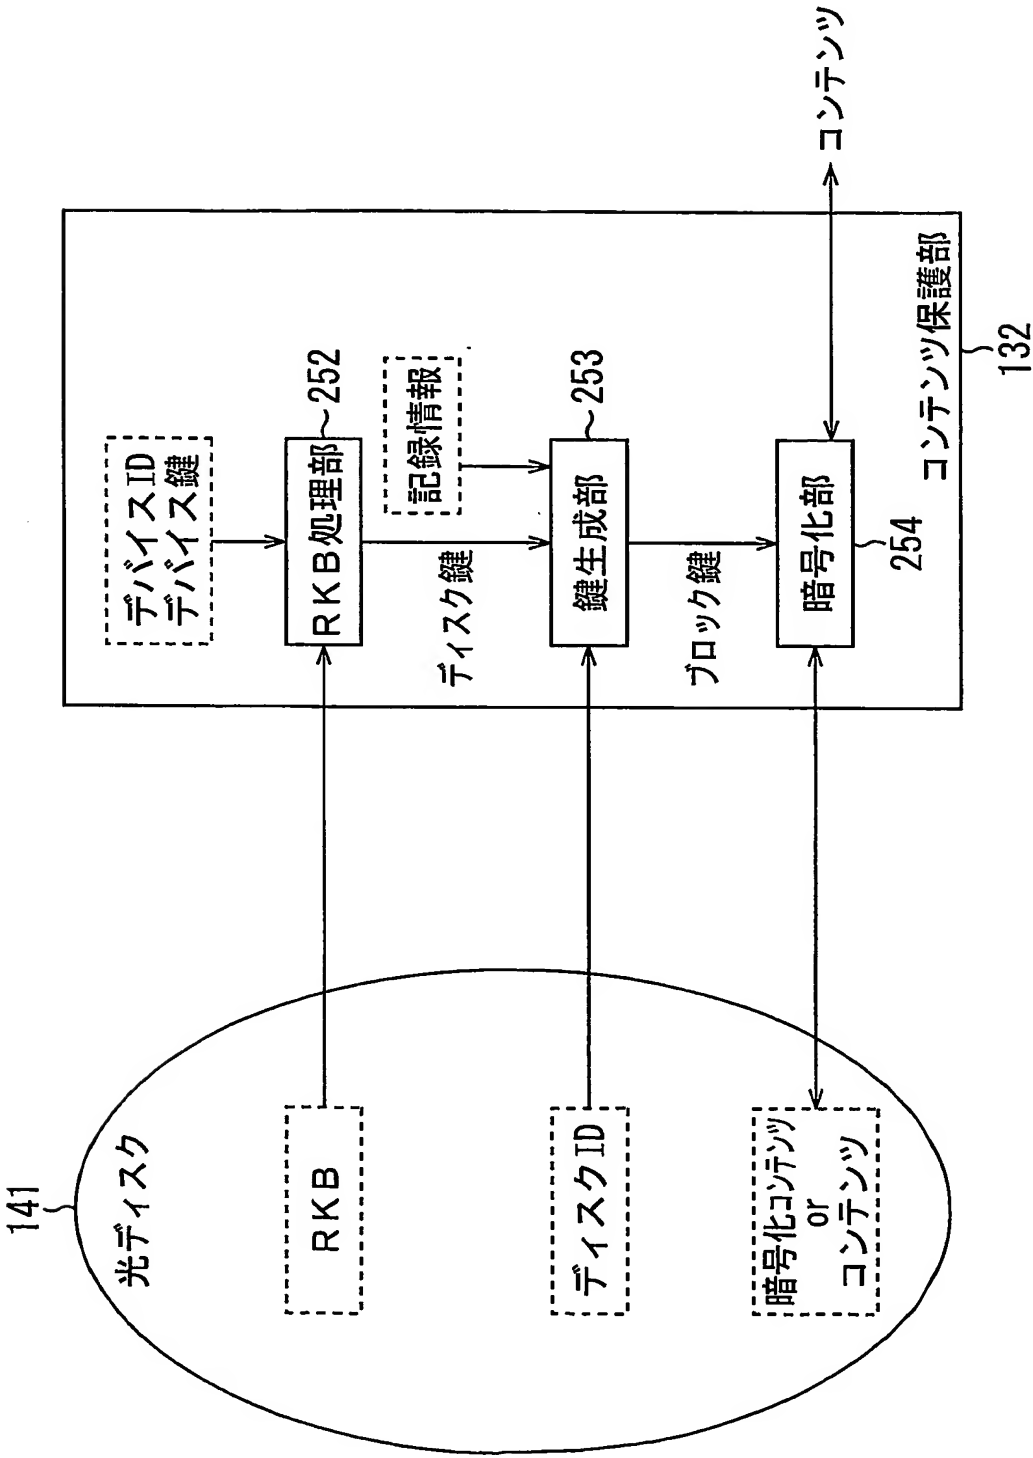 141
光ディスク
RKB
ディスクID
暗号化コンテンツ
or
コンテンツ
デバイスID
デバイス鍵
RKB処理部
252
記録情報
ディスク鍵
鍵生成部
253
ブロック鍵
暗号化部
254
コンテンツ保護部
132
コンテンツ